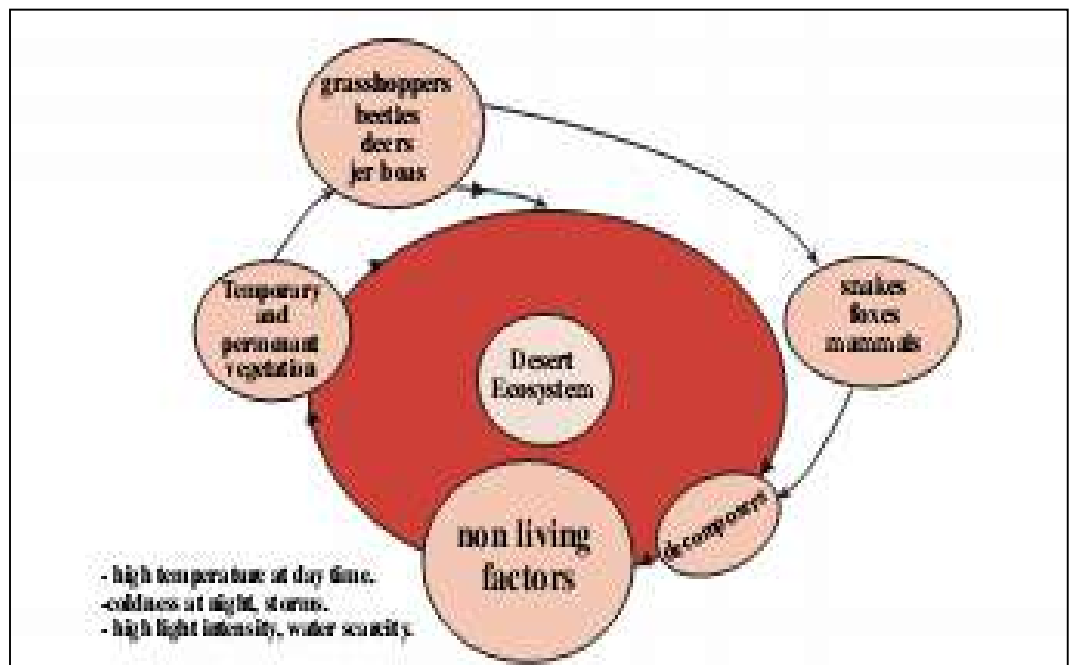 grasshoppers
beetles
deers
jer boas
Temporary
and
permanant
vegetation
Desert
Ecosystem
snakes
foxes
mammals
decomposers
non living
factors
- high temperature at day time.
-coldness at night, storms.
- high light intensity, water scarcity.